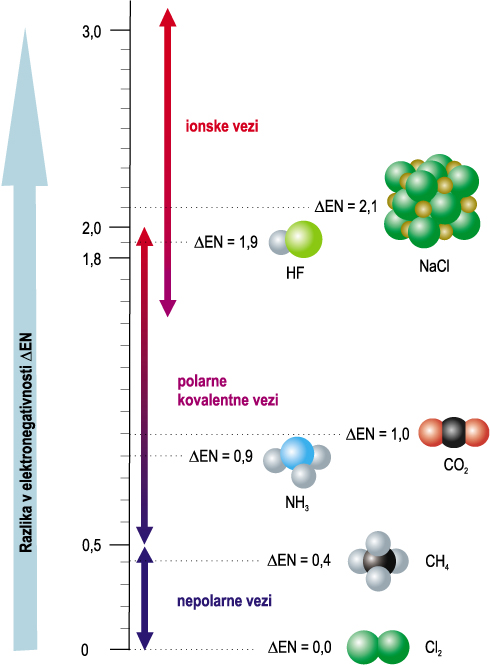 3,0
ionske vezi
ΔEN = 2,1
2,0
ΔEN = 1,9
1,8
HF
NaCl
Razlika v elektronegativnosti ΔEN
polarne
kovalentne vezi
ΔEN = 1,0
ΔEN = 0,9
CO₂
NH₃
0,5
ΔEN = 0,4
CH₄
nepolarne vezi
0
ΔEN = 0,0
Cl₂